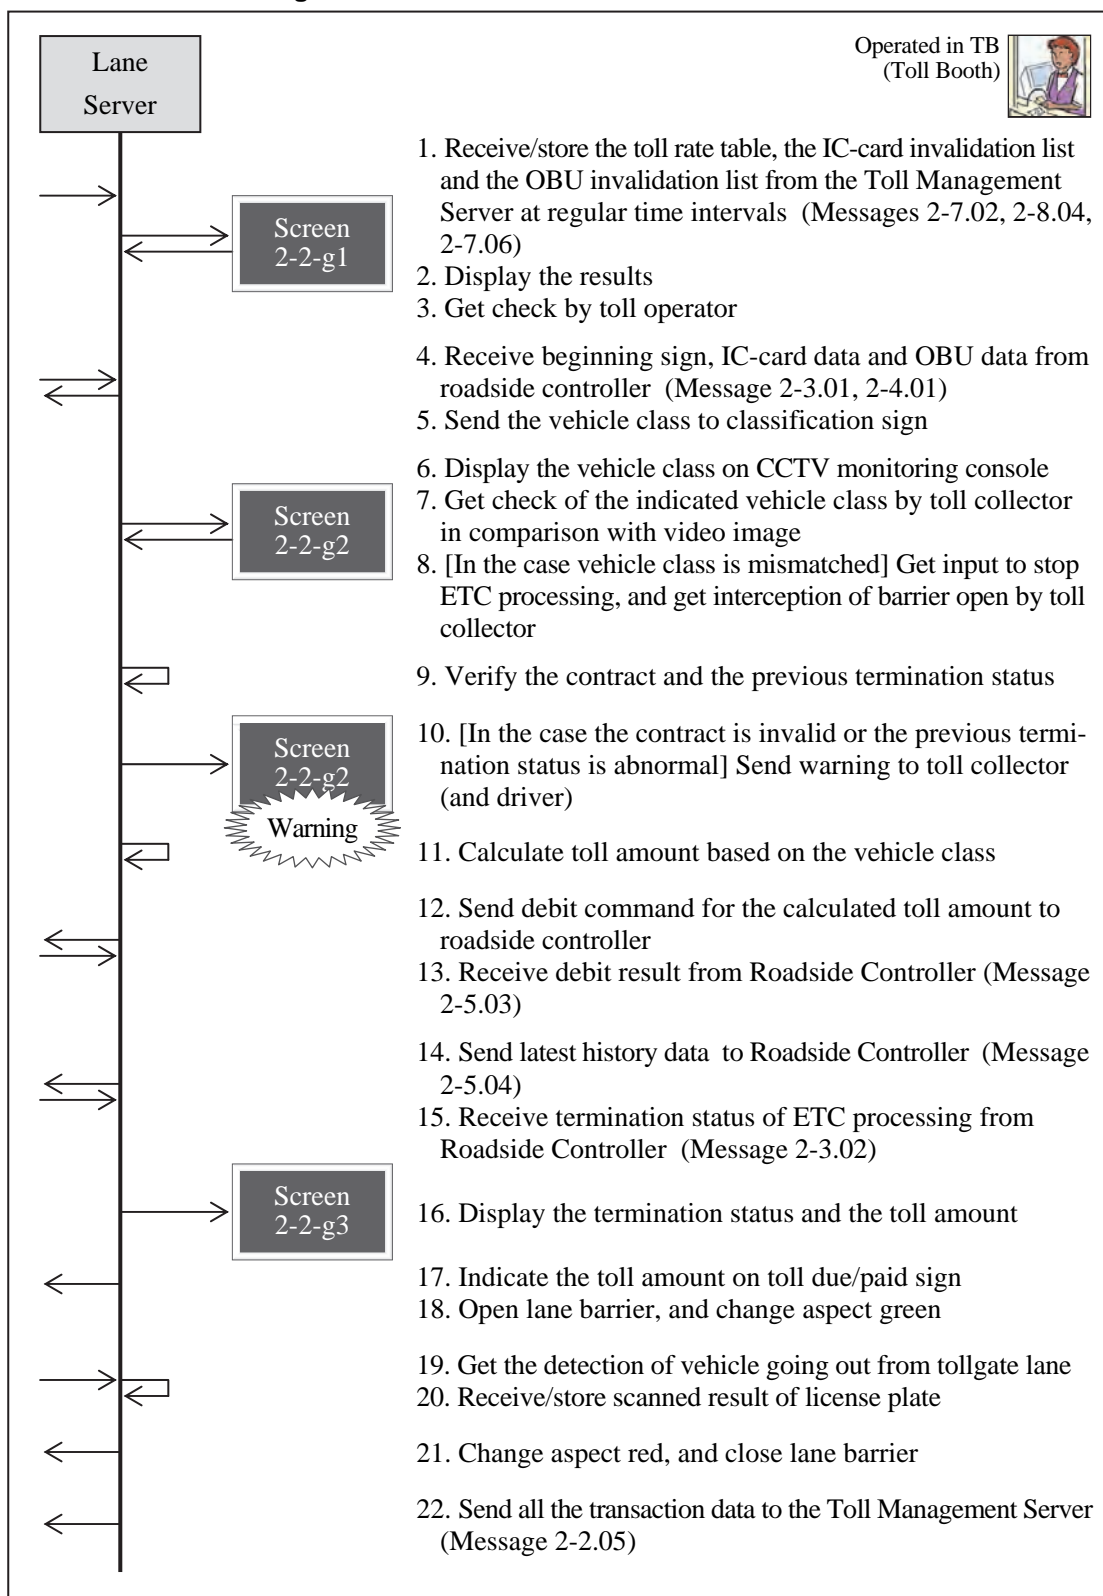 Operated in TB
(Toll Booth)
Lane
Server
1. Receive/store the toll rate table, the IC-card invalidation list
and the OBU invalidation list from the Toll Management
Server at regular time intervals (Messages 2-7.02, 2-8.04,
2-7.06)
Screen
2-2-g1
2. Display the results
3. Get check by toll operator
4. Receive beginning sign, IC-card data and OBU data from
roadside controller (Message 2-3.01, 2-4.01)
5. Send the vehicle class to classification sign
6. Display the vehicle class on CCTV monitoring console
7. Get check of the indicated vehicle class by toll collector
in comparison with video image
Screen
2-2-g2
8. [In the case vehicle class is mismatched] Get input to stop
ETC processing, and get interception of barrier open by toll
collector
9. Verify the contract and the previous termination status
10. [In the case the contract is invalid or the previous termi-
nation status is abnormal] Send warning to toll collector
(and driver)
Screen
2-2-g2
Warning
11. Calculate toll amount based on the vehicle class
12. Send debit command for the calculated toll amount to
roadside controller
13. Receive debit result from Roadside Controller (Message
2-5.03)
14. Send latest history data to Roadside Controller (Message
2-5.04)
15. Receive termination status of ETC processing from
Roadside Controller (Message 2-3.02)
Screen
2-2-g3
16. Display the termination status and the toll amount
17. Indicate the toll amount on toll due/paid sign
18. Open lane barrier, and change aspect green
19. Get the detection of vehicle going out from tollgate lane
20. Receive/store scanned result of license plate
21. Change aspect red, and close lane barrier
22. Send all the transaction data to the Toll Management Server
(Message 2-2.05)